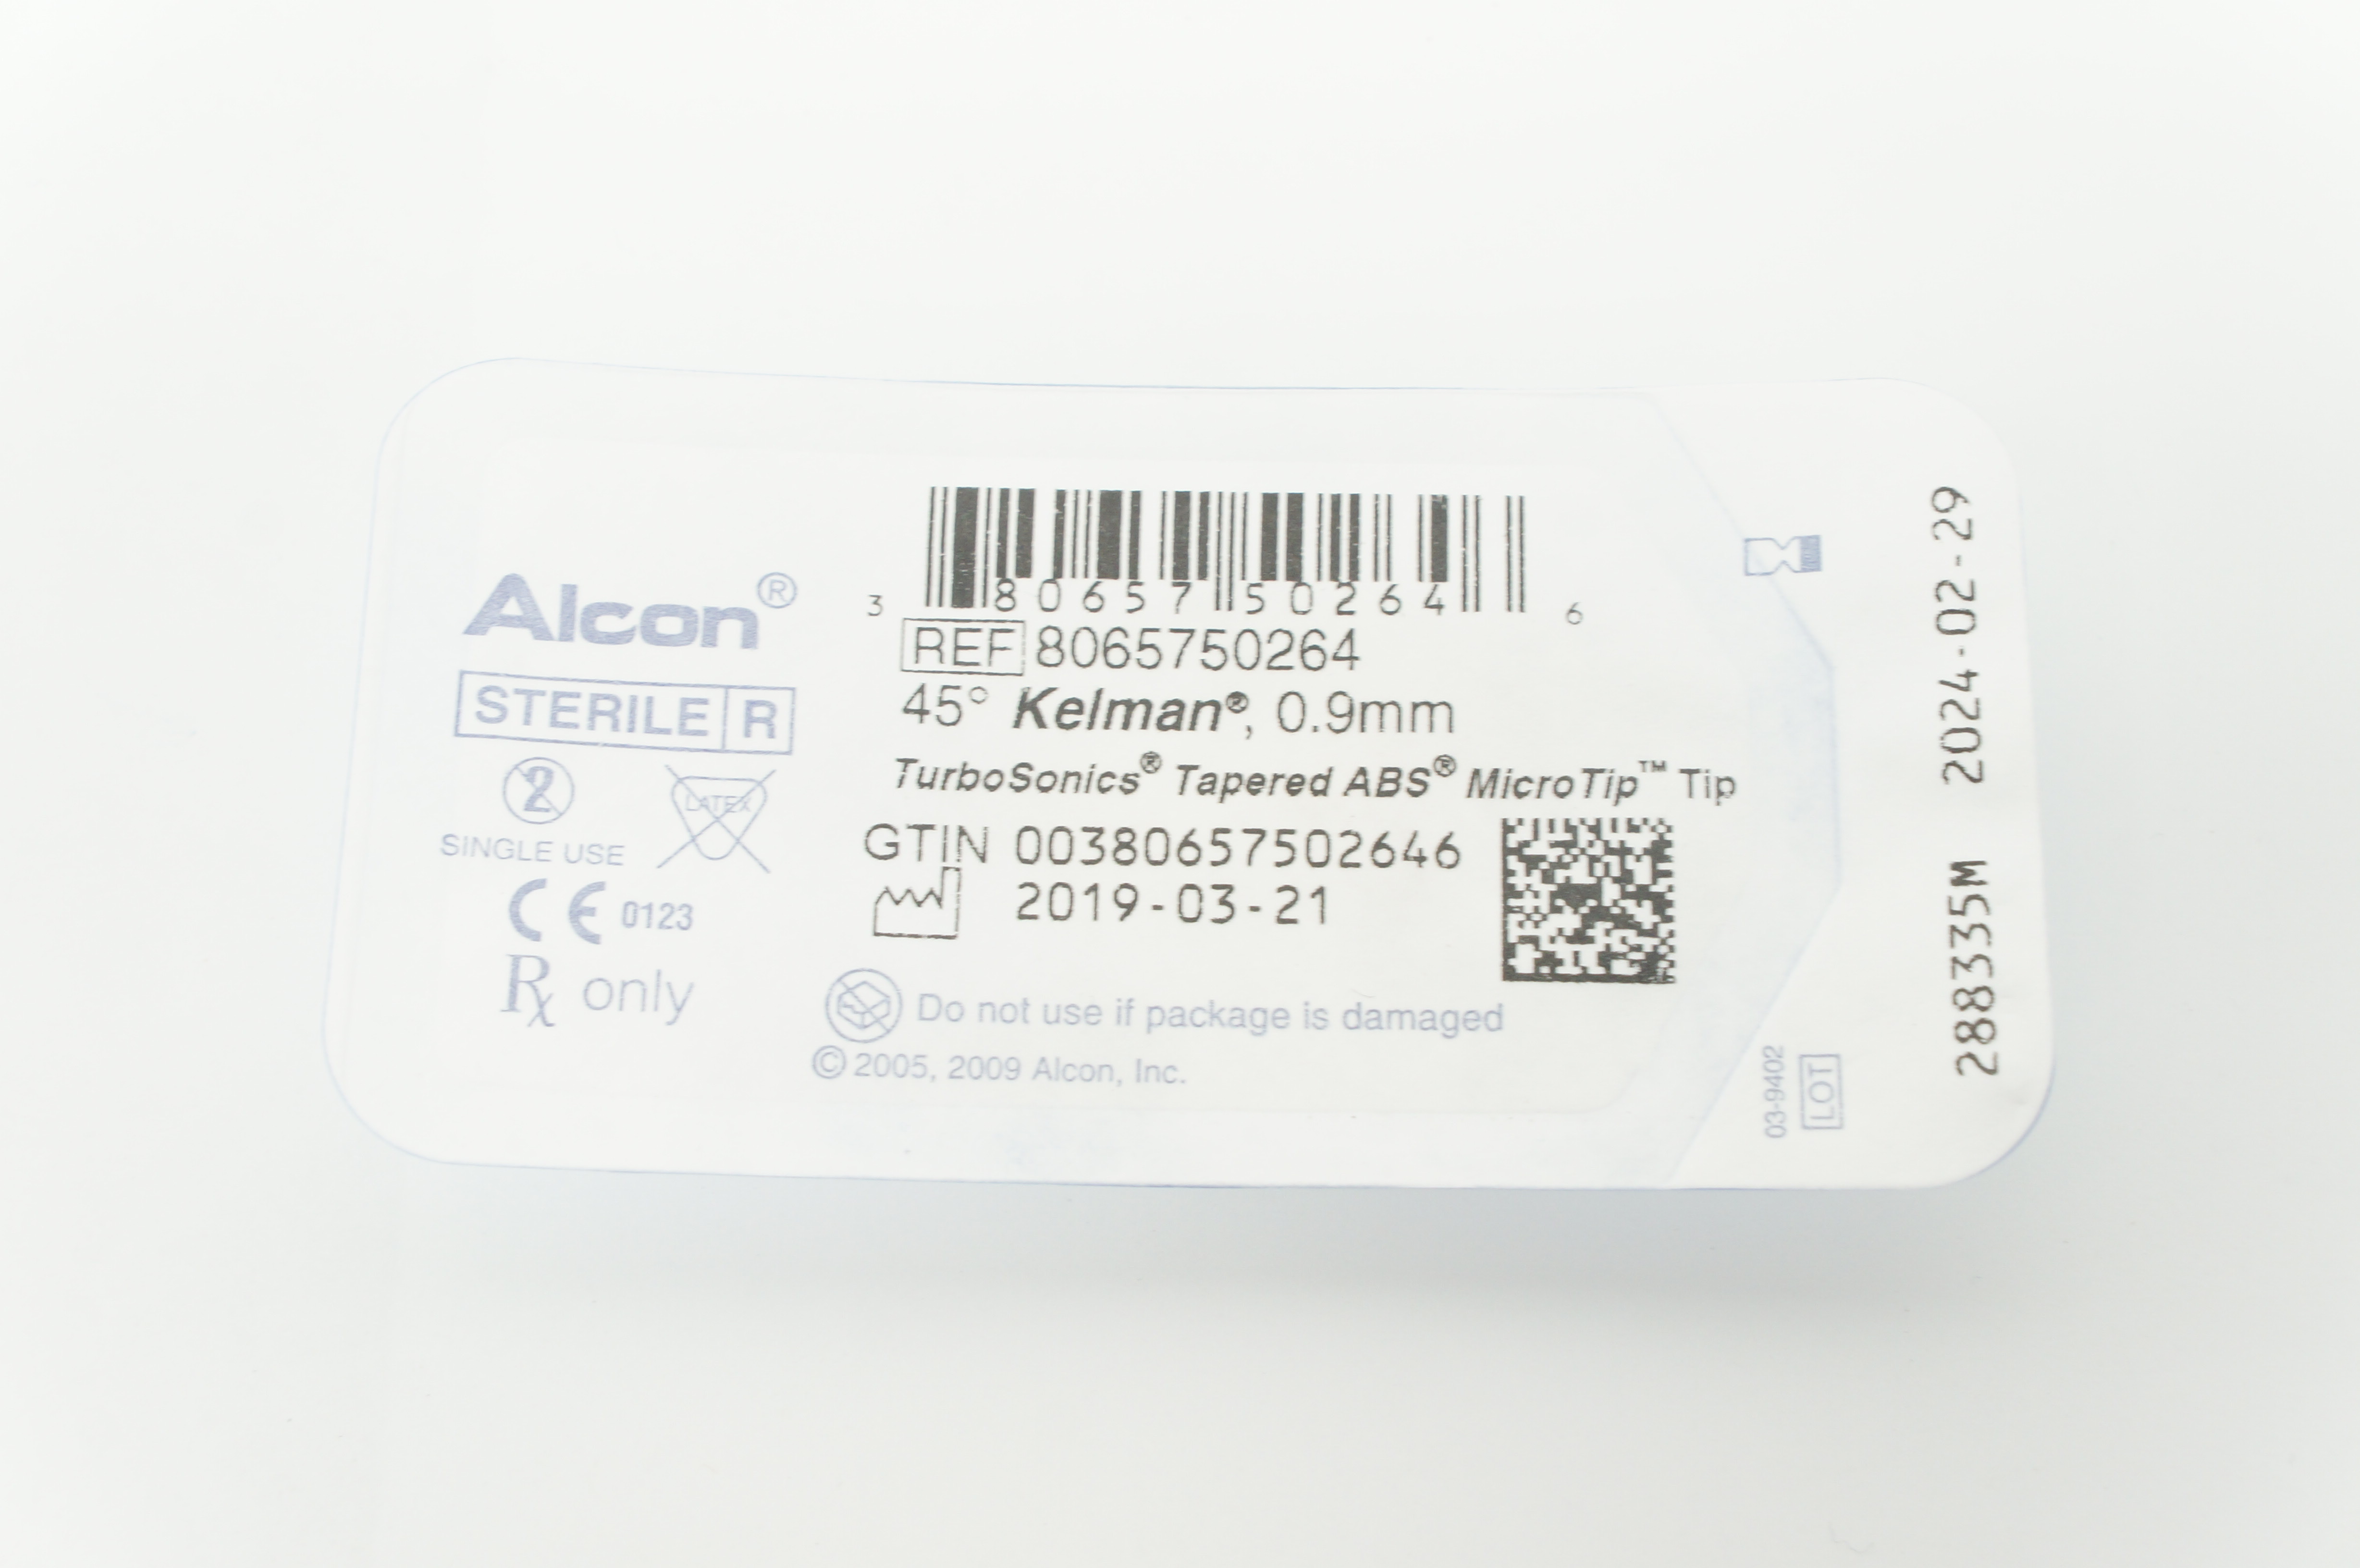 Alcon®
STERILE R
2
SINGLE USE
LATEX
CE 0123
Rx only
3 80657 50264 6
REF 8065750264
45° Kelman®, 0.9mm
TurboSonics® Tapered ABS® MicroTip™ Tip
GTIN 00380657502646
2019-03-21
Do not use if package is damaged
© 2005, 2009 Alcon, Inc.
03-9402
LOT
288335M 2024-02-29